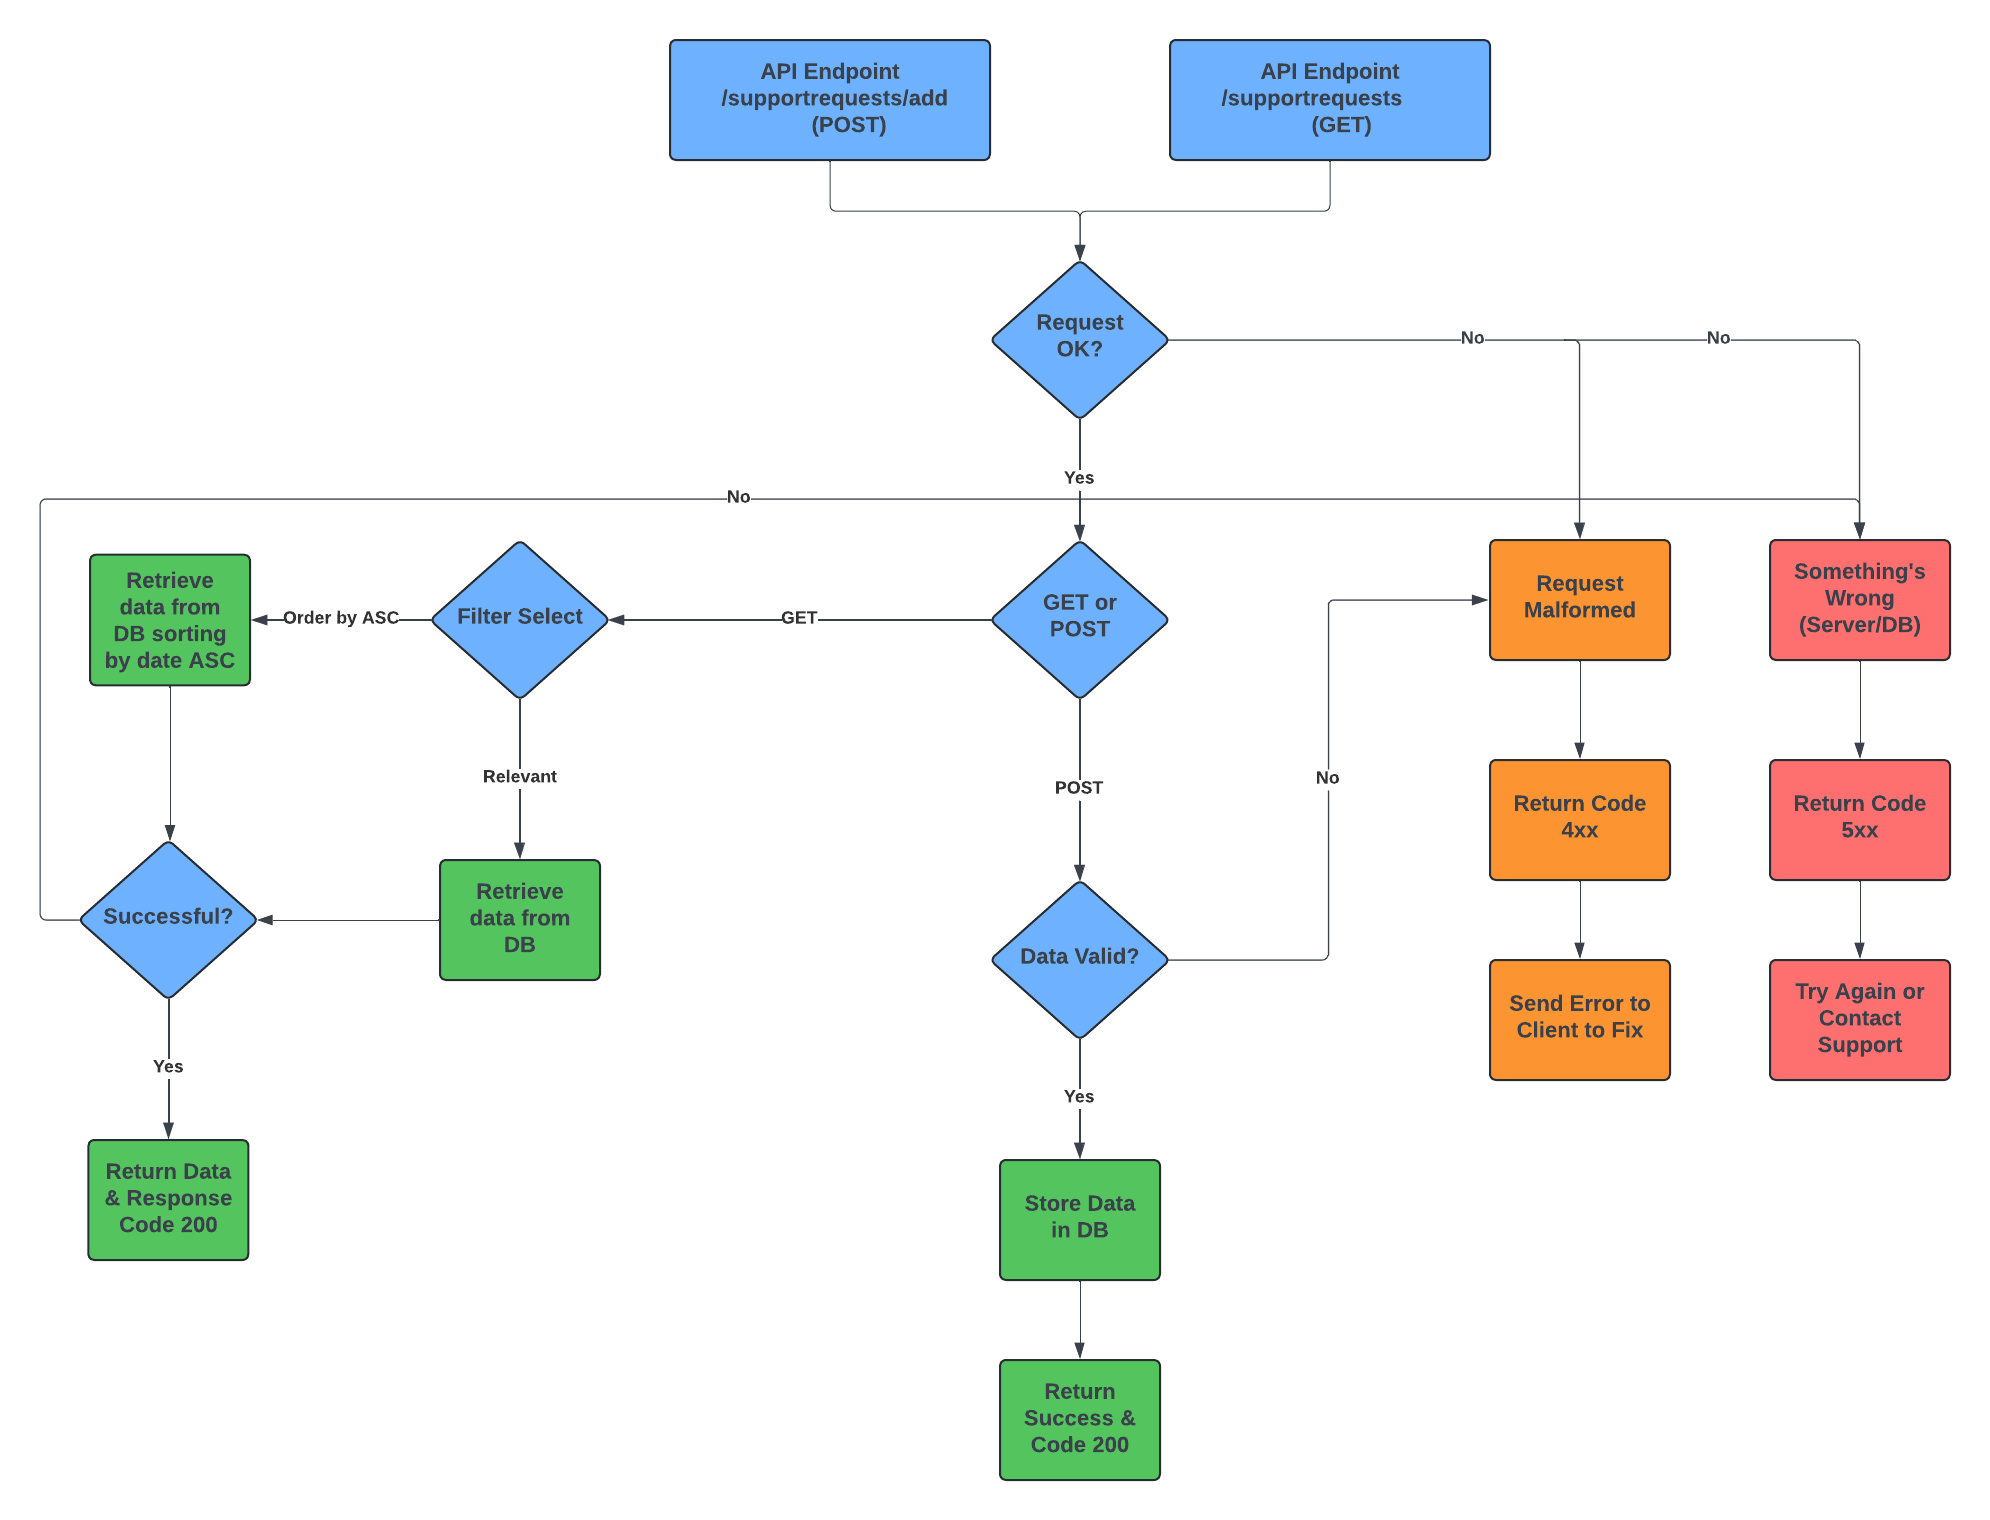 API Endpoint
/supportrequests/add
(POST)
API Endpoint
/supportrequests
(GET)
Request
OK?
No
No
Yes
No
Retrieve
data from
DB sorting
by date ASC
Order by ASC
Filter Select
GET
GET or
POST
Request
Malformed
Something's
Wrong
(Server/DB)
Relevant
POST
No
Return Code
4xx
Return Code
5xx
Successful?
Retrieve
data from
DB
Data Valid?
Send Error to
Client to Fix
Try Again or
Contact
Support
Yes
Yes
Return Data
& Response
Code 200
Store Data
in DB
Return
Success &
Code 200